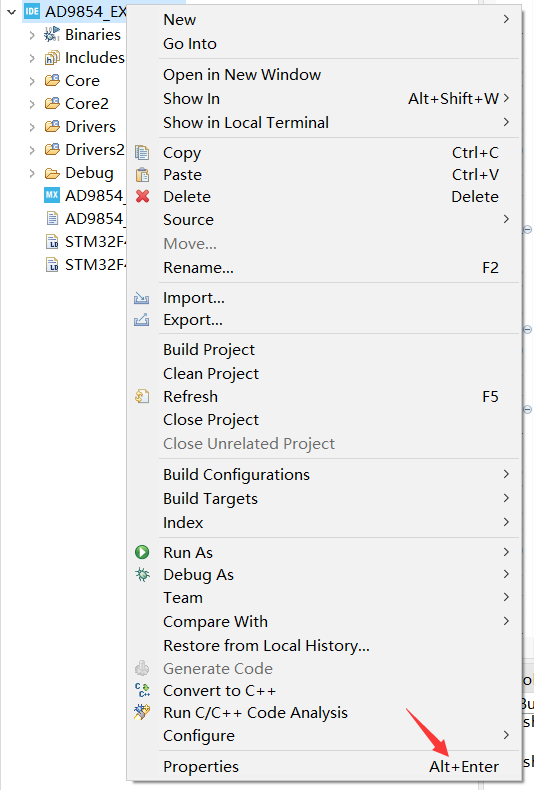 IDE AD9854_EX
Binaries
Includes
Core
Core2
Drivers
Drivers2
Debug
MX AD9854_
AD9854_
STM32F4
STM32F4
New
Go Into
Open in New Window
Show In Alt+Shift+W
Show in Local Terminal
Copy Ctrl+C
Paste Ctrl+V
Delete Delete
Source
Move...
Rename... F2
Import...
Export...
Build Project
Clean Project
Refresh F5
Close Project
Close Unrelated Project
Build Configurations
Build Targets
Index
Run As
Debug As
Team
Compare With
Restore from Local History...
Generate Code
Convert to C++
Run C/C++ Code Analysis
Configure
Properties Alt+Enter